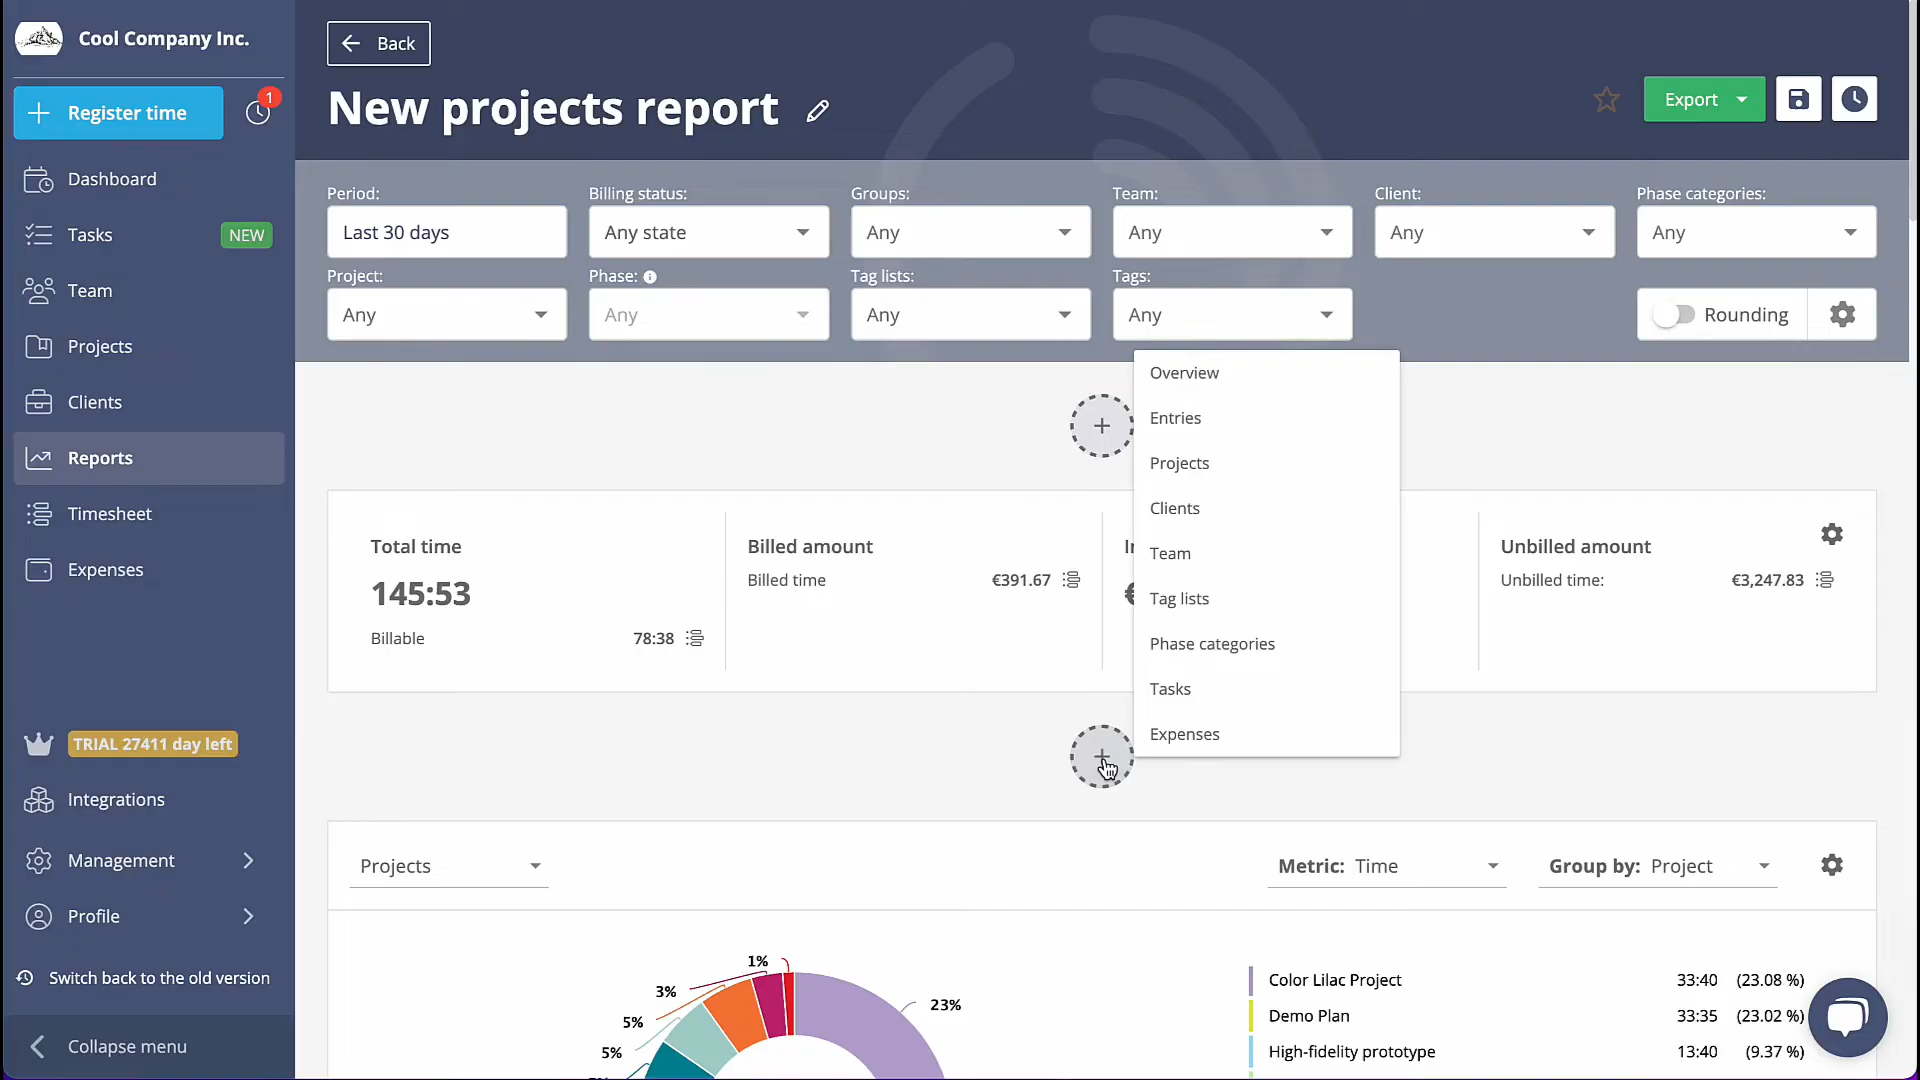 Cool Company Inc.
Register time
1
Dashboard
Tasks NEW
Team
Projects
Clients
Reports
Timesheet
Expenses
TRIAL 27411 day left
Integrations
Management
Profile
Switch back to the old version
Collapse menu
Back
New projects report
Export
Period: Billing status: Groups: Team: Client: Phase categories:
Last 30 days Any state Any Any Any Any
Project: Phase: Tag lists: Tags:
Any Any Any Any Rounding
Overview
Entries
Projects
Clients
Team
Tag lists
Phase categories
Tasks
Expenses
Total time
145:53
Billable 78:38
Billed amount
Billed time €391.67
€
Unbilled amount
Unbilled time: €3,247.83
Projects Metric: Time Group by: Project
1%
3%
5%
5%
23%
Color Lilac Project 33:40 (23.08 %)
Demo Plan 33:35 (23.02 %)
High-fidelity prototype 13:40 (9.37 %)